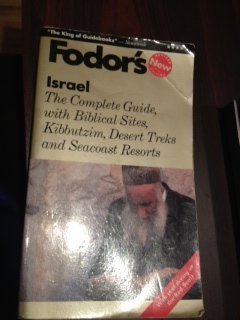 "The King of Guidebooks"
Fodor's
New
Israel
The Complete Guide,
with Biblical Sites,
Kibbutzim, Desert Treks
and Seacoast Resorts